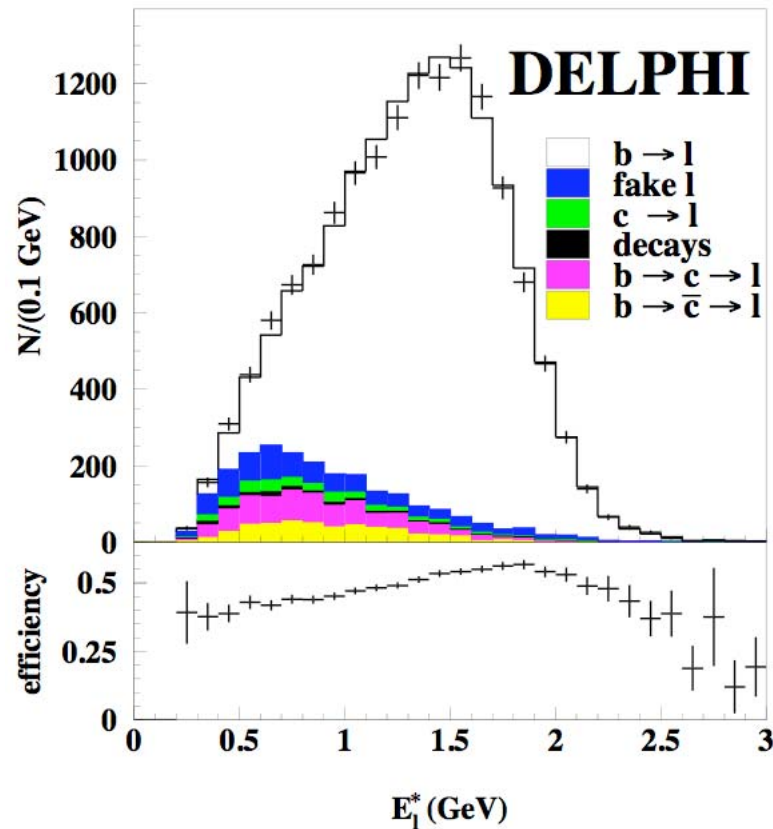 DELPHI
N/(0.1 GeV)
1200
1000
800
600
400
200
0
b → l
fake l
c → l
decays
b → c → l
b → c̅ → l
efficiency
0.5
0.25
0
0 0.5 1 1.5 2 2.5 3
E*l (GeV)